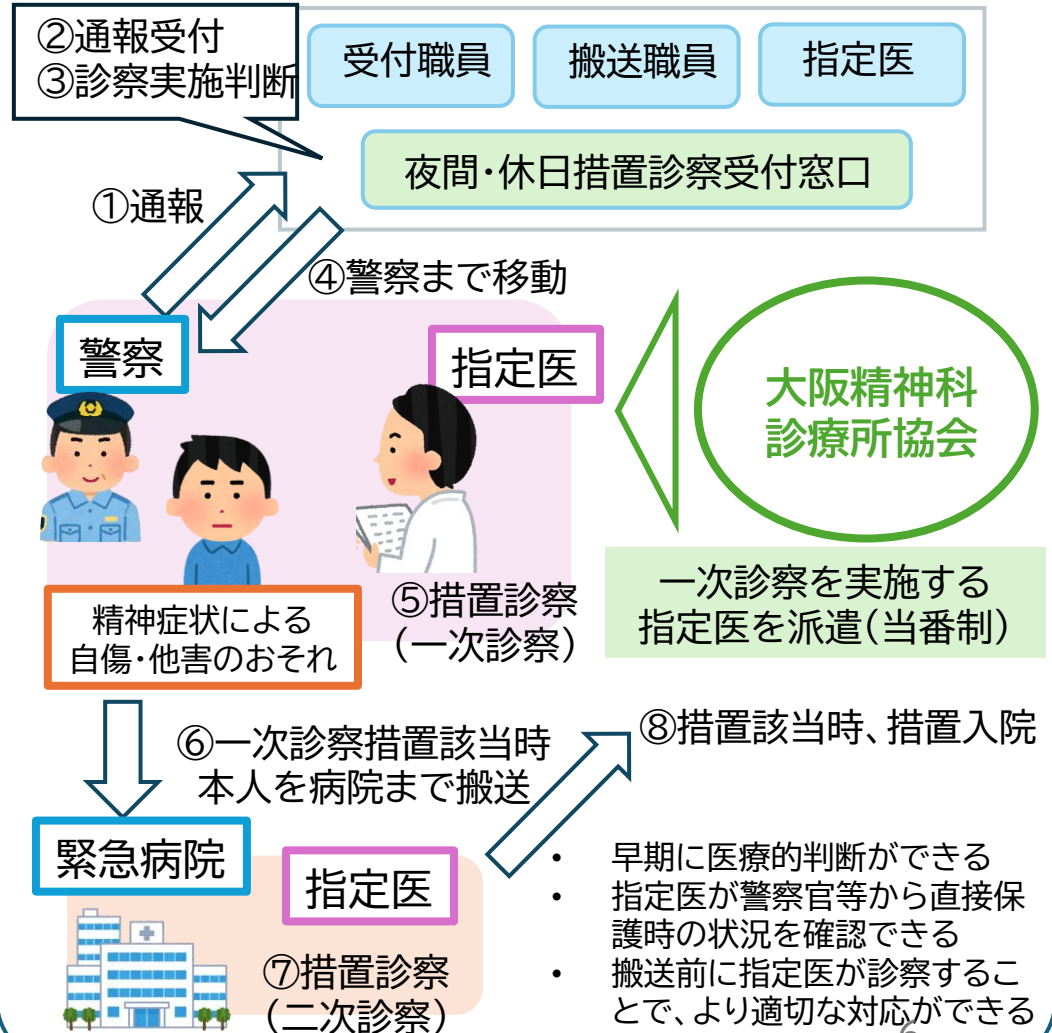 ②通報受付
③診察実施判断
受付職員
搬送職員
指定医
夜間・休日措置診察受付窓口
①通報
④警察まで移動
警察
指定医
大阪精神科
診療所協会
精神症状による
自傷・他害のおそれ
⑤措置診察
(一次診察)
一次診察を実施する
指定医を派遣(当番制)
⑥一次診察措置該当時
本人を病院まで搬送
⑧措置該当時、措置入院
緊急病院
指定医
⑦措置診察
(二次診察)
• 早期に医療的判断ができる
• 指定医が警察官等から直接保
護時の状況を確認できる
• 搬送前に指定医が診察するこ
とで、より適切な対応ができる